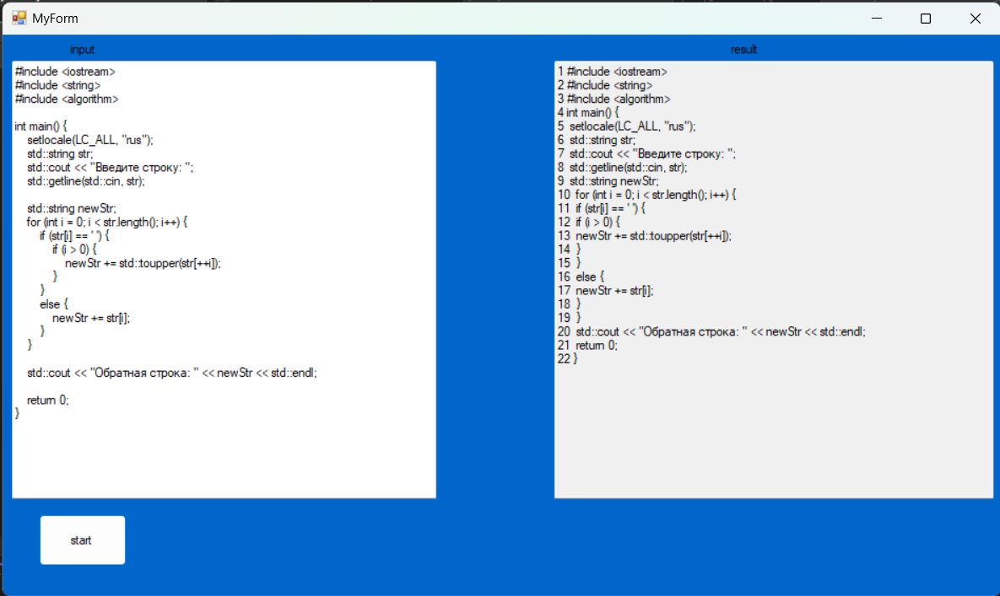 MyForm
input
#include <iostream>
#include <string>
#include <algorithm>
int main() {
setlocale(LC_ALL, "rus");
std::string str;
std::cout << "Введите строку: ";
std::getline(std::cin, str);
std::string newStr;
for (int i = 0; i < str.length(); i++) {
if (str[i] == ' ') {
if (i > 0) {
newStr += std::toupper(str[++i]);
}
}
else {
newStr += str[i];
}
}
std::cout << "Обратная строка: " << newStr << std::endl;
return 0;
}
start
result
1 #include <iostream>
2 #include <string>
3 #include <algorithm>
4 int main() {
5 setlocale(LC_ALL, "rus");
6 std::string str;
7 std::cout << "Введите строку: ";
8 std::getline(std::cin, str);
9 std::string newStr;
10 for (int i = 0; i < str.length(); i++) {
11 if (str[i] == ' ') {
12 if (i > 0) {
13 newStr += std::toupper(str[++i]);
14 }
15 }
16 else {
17 newStr += str[i];
18 }
19 }
20 std::cout << "Обратная строка: " << newStr << std::endl;
21 return 0;
22 }